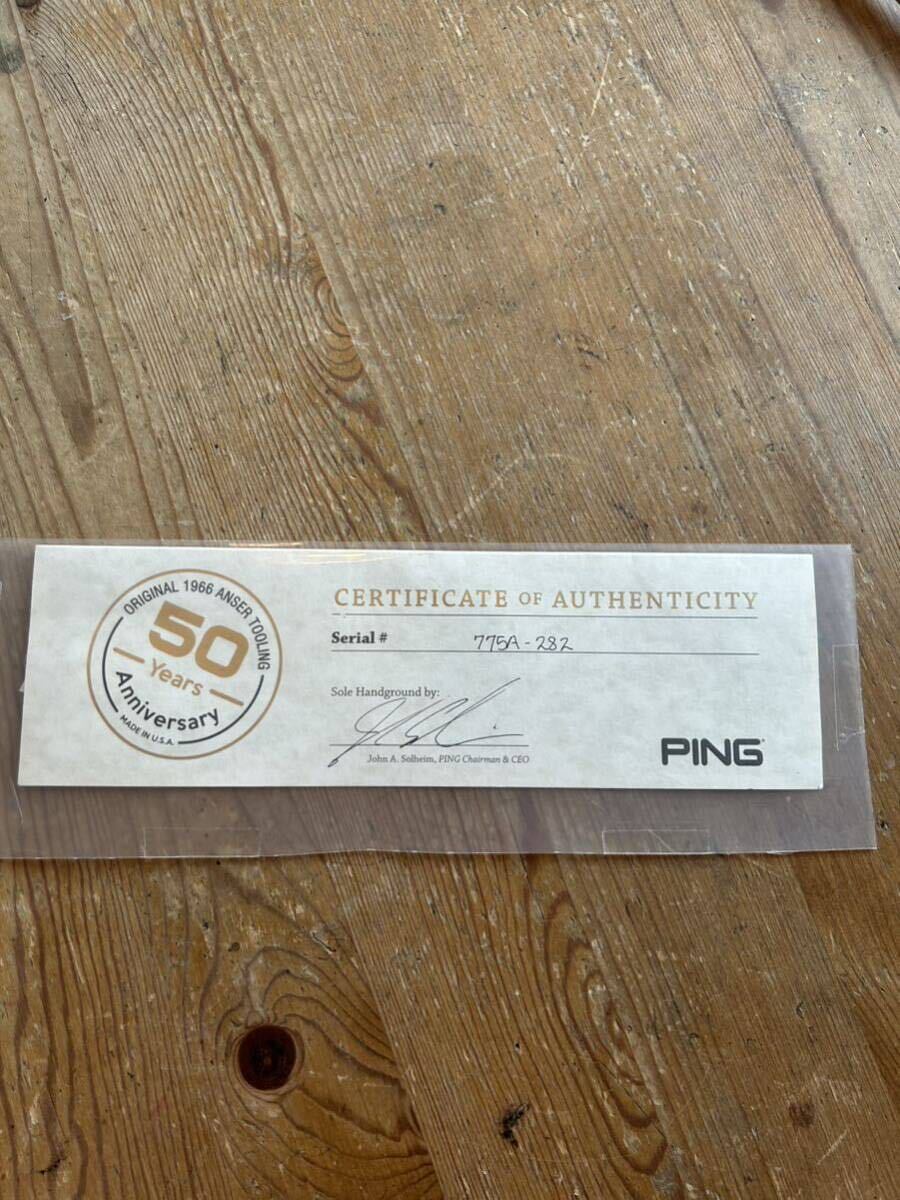 ORIGINAL 1966 ANSER TOOLING
50
Years
Anniversary
MADE IN U.S.A.
CERTIFICATE OF AUTHENTICITY
Serial # 775A-282
Sole Handground by:
John A. Solheim, PING Chairman & CEO
PING